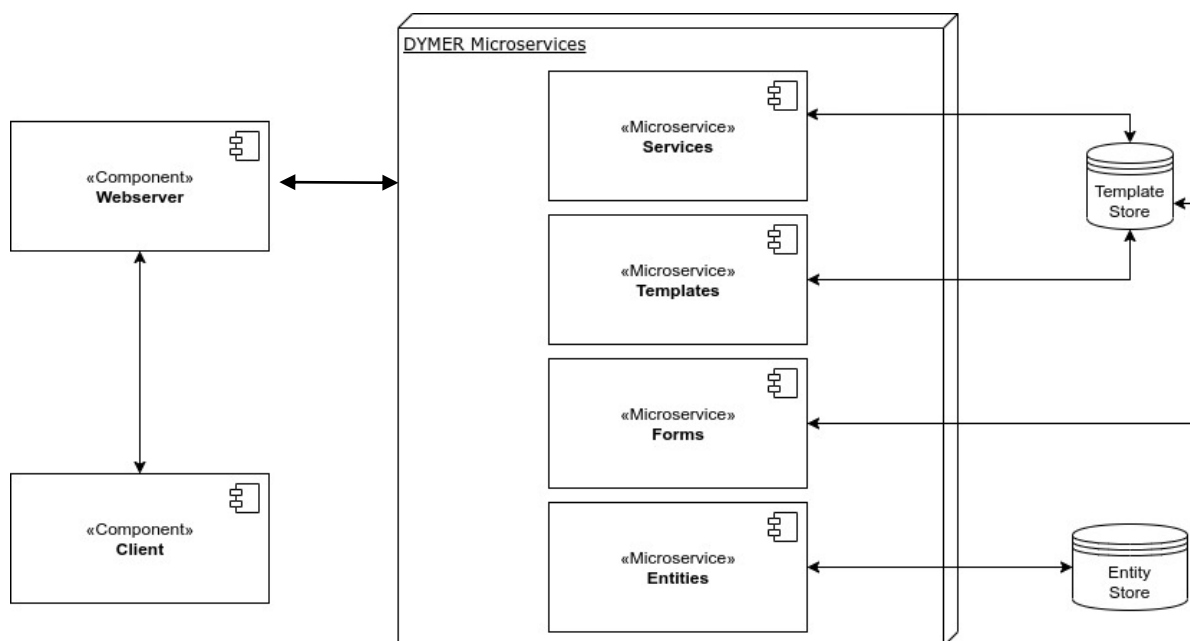 DYMER Microservices
«Microservice»
Services
«Component»
Webserver
Template
Store
«Microservice»
Templates
«Microservice»
Forms
«Component»
Client
«Microservice»
Entities
Entity
Store